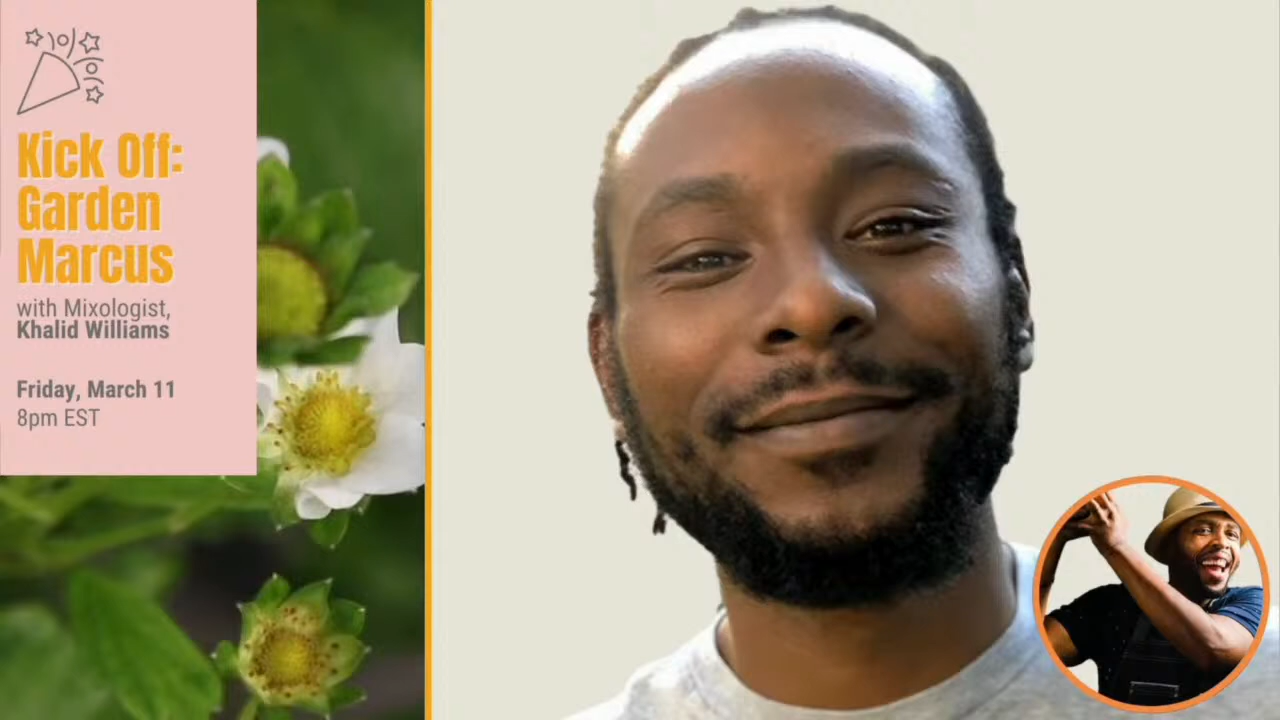 Kick Off:
Garden
Marcus
with Mixologist,
Khalid Williams
Friday, March 11
8pm EST